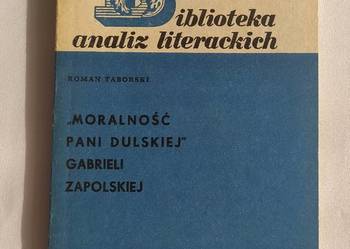 Biblioteka
analiz literackich
ROMAN TABORSKI
„MORALNOŚĆ
PANI DULSKIEJ”
GABRIELI
ZAPOLSKIEJ